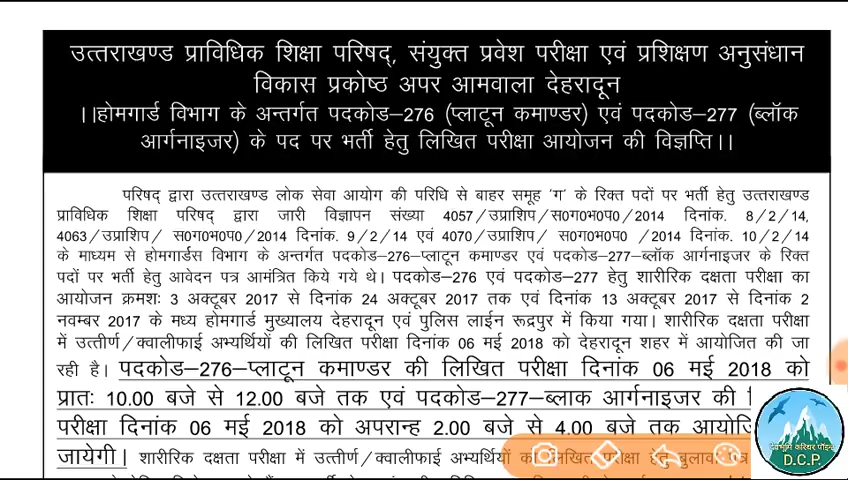 उत्तराखण्ड प्राविधिक शिक्षा परिषद्, संयुक्त प्रवेश परीक्षा एवं प्रशिक्षण अनुसंधान
विकास प्रकोष्ठ अपर आमवाला देहरादून
।।होमगार्ड विभाग के अन्तर्गत पदकोड–276 (प्लाटून कमाण्डर) एवं पदकोड–277 (ब्लॉक
आर्गनाइजर) के पद पर भर्ती हेतु लिखित परीक्षा आयोजन की विज्ञप्ति।।
परिषद् द्वारा उत्तराखण्ड लोक सेवा आयोग की परिधि से बाहर समूह 'ग' के रिक्त पदों पर भर्ती हेतु उत्तराखण्ड
प्राविधिक शिक्षा परिषद् द्वारा जारी विज्ञापन संख्या 4057/उप्राशिप/स0ग0भ0प0/2014 दिनांक. 8/2/14,
4063/उप्राशिप/ स0ग0भ0प0/2014 दिनांक. 9/2/14 एवं 4070/उप्राशिप/ स0ग0भ0प0 /2014 दिनांक. 10/2/14
के माध्यम से होमगार्डस विभाग के अन्तर्गत पदकोड–276–प्लाटून कमाण्डर एवं पदकोड–277–ब्लॉक आर्गनाइजर के रिक्त
पदों पर भर्ती हेतु आवेदन पत्र आमंत्रित किये गये थे। पदकोड–276 एवं पदकोड–277 हेतु शारीरिक दक्षता परीक्षा का
आयोजन क्रमशः 3 अक्टूबर 2017 से दिनांक 24 अक्टूबर 2017 तक एवं दिनांक 13 अक्टूबर 2017 से दिनांक 2
नवम्बर 2017 के मध्य होमगार्ड मुख्यालय देहरादून एवं पुलिस लाईन रूद्रपुर में किया गया। शारीरिक दक्षता परीक्षा
में उत्तीर्ण/क्वालीफाई अभ्यर्थियों की लिखित परीक्षा दिनांक 06 मई 2018 को देहरादून शहर में आयोजित की जा
रही है। पदकोड–276–प्लाटून कमाण्डर की लिखित परीक्षा दिनांक 06 मई 2018 को
प्रातः 10.00 बजे से 12.00 बजे तक एवं पदकोड–277–ब्लाक आर्गनाइजर की
परीक्षा दिनांक 06 मई 2018 को अपरान्ह 2.00 बजे से 4.00 बजे तक
जायेगी। शारीरिक दक्षता परीक्षा में उत्तीर्ण/क्वालीफाई अभ्यर्थियों की लिखित परीक्षा हेतु
देवभूमि करियर पॉइन्ट
D.C.P.